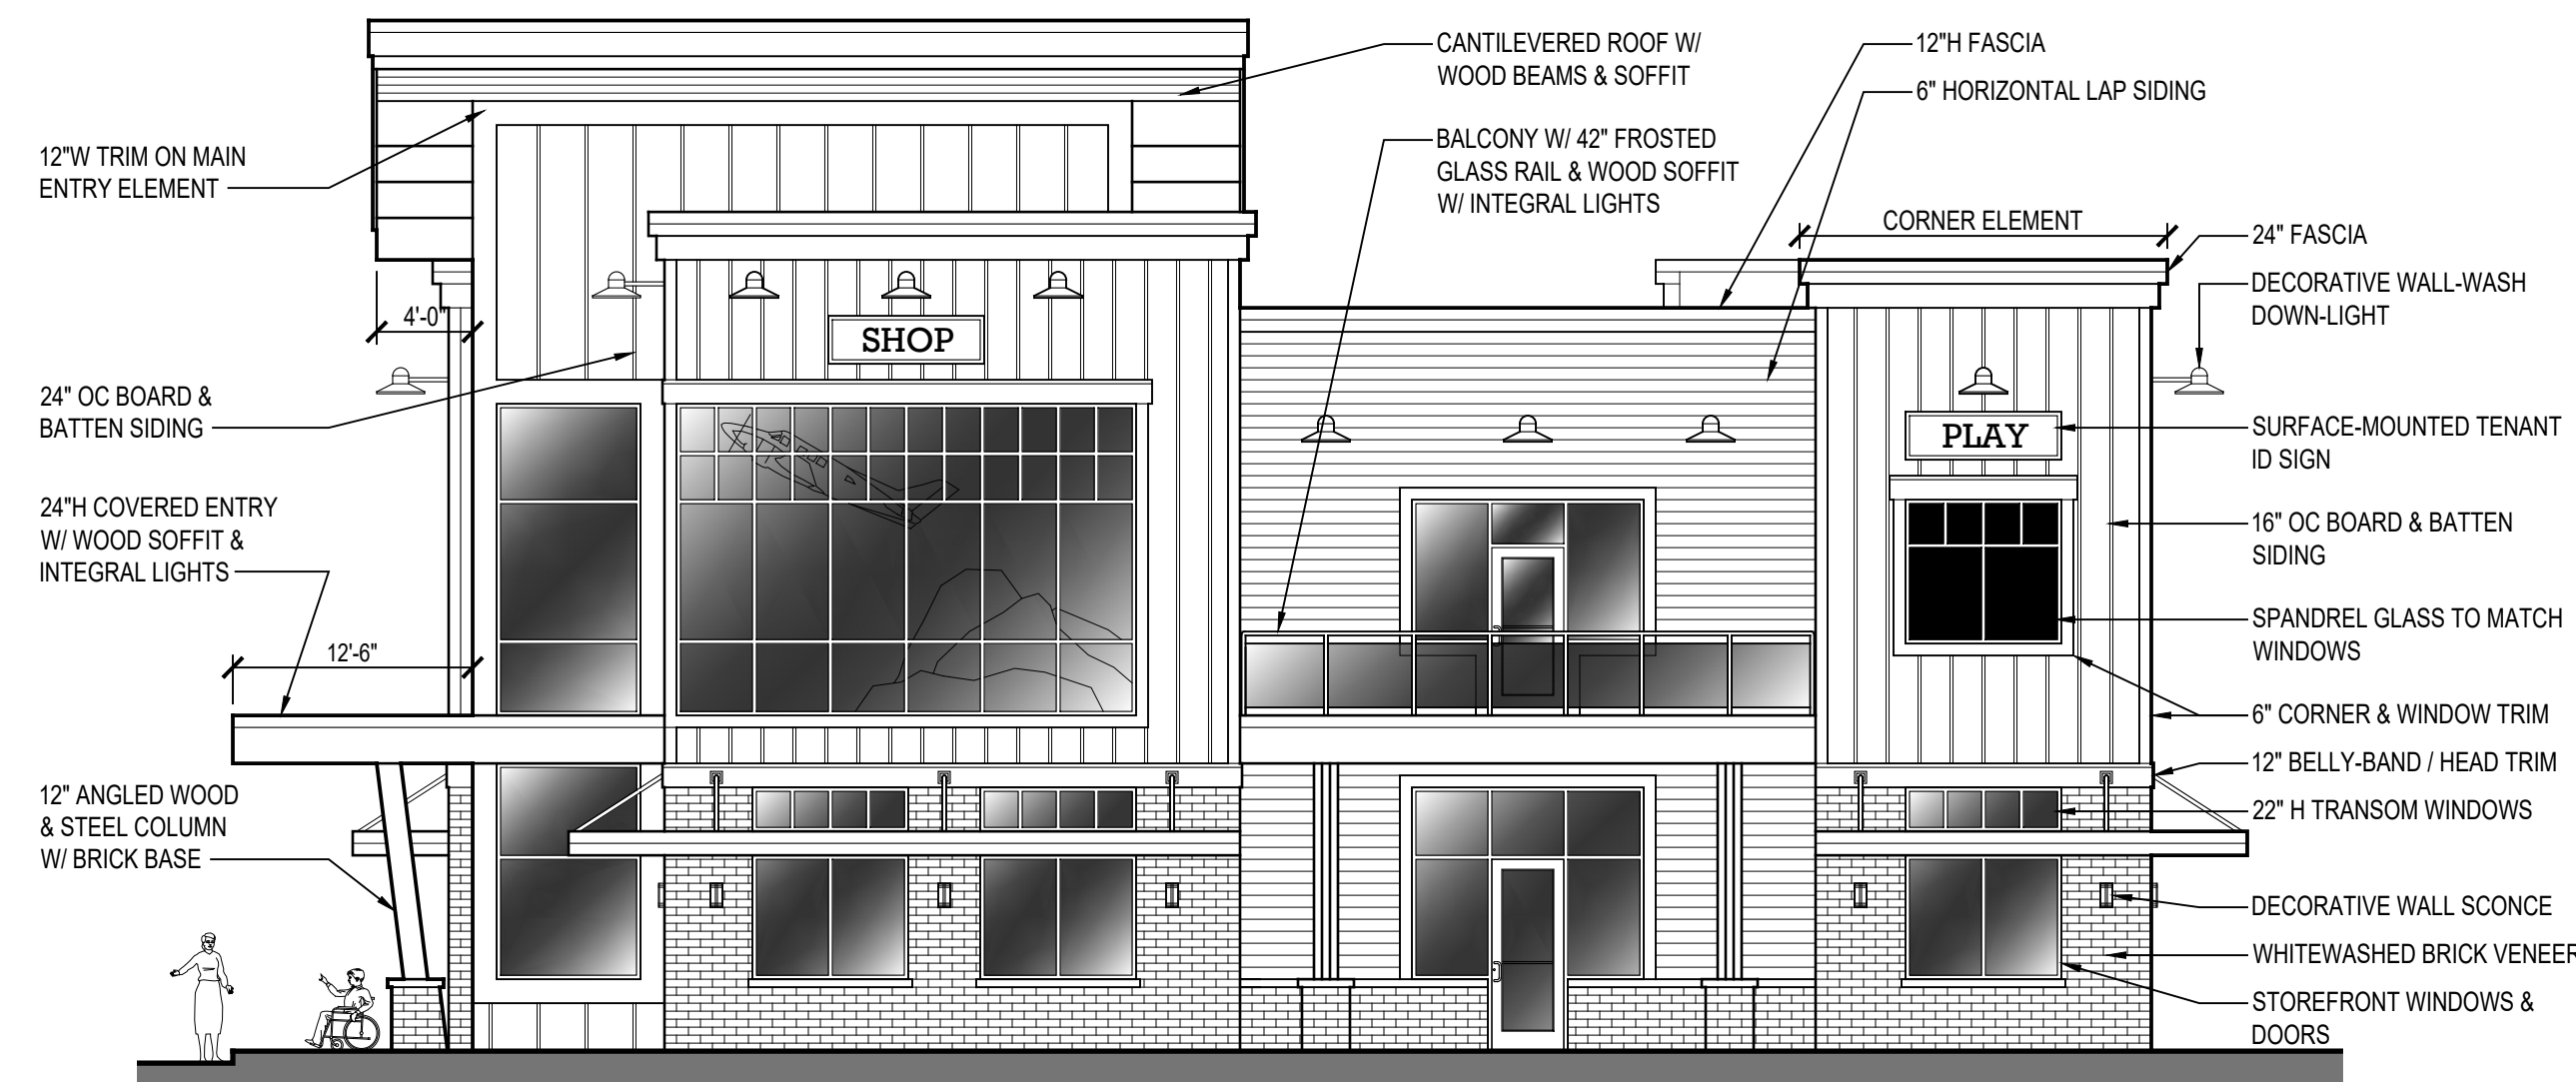 CANTILEVERED ROOF W/
WOOD BEAMS & SOFFIT
12"H FASCIA
6" HORIZONTAL LAP SIDING
12"W TRIM ON MAIN
ENTRY ELEMENT
BALCONY W/ 42" FROSTED
GLASS RAIL & WOOD SOFFIT
W/ INTEGRAL LIGHTS
CORNER ELEMENT
24" FASCIA
DECORATIVE WALL-WASH
DOWN-LIGHT
4'-0"
SHOP
24" OC BOARD &
BATTEN SIDING
PLAY
SURFACE-MOUNTED TENANT
ID SIGN
24"H COVERED ENTRY
W/ WOOD SOFFIT &
INTEGRAL LIGHTS
16" OC BOARD & BATTEN
SIDING
SPANDREL GLASS TO MATCH
WINDOWS
12'-6"
6" CORNER & WINDOW TRIM
12" BELLY-BAND / HEAD TRIM
22" H TRANSOM WINDOWS
12" ANGLED WOOD
& STEEL COLUMN
W/ BRICK BASE
DECORATIVE WALL SCONCE
WHITEWASHED BRICK VENEER
STOREFRONT WINDOWS &
DOORS